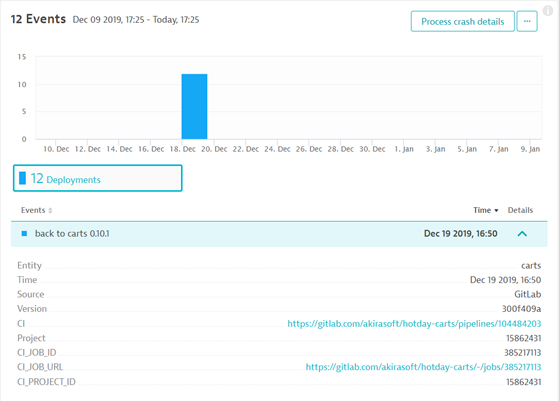 12 Events Dec 09 2019, 17:25 - Today, 17:25
Process crash details
...
15
10
5
0
10. Dec 12. Dec 14. Dec 16. Dec 18. Dec 20. Dec 22. Dec 24. Dec 26. Dec 28. Dec 30. Dec 1. Jan 3. Jan 5. Jan 7. Jan 9. Jan
12 Deployments
Events Time Details
back to carts 0.10.1 Dec 19 2019, 16:50
Entity carts
Time Dec 19 2019, 16:50
Source GitLab
Version 300f409a
CI https://gitlab.com/akirasoft/hotday-carts/pipelines/104484203
Project 15862431
CI_JOB_ID 385217113
CI_JOB_URL https://gitlab.com/akirasoft/hotday-carts/-/jobs/385217113
CI_PROJECT_ID 15862431